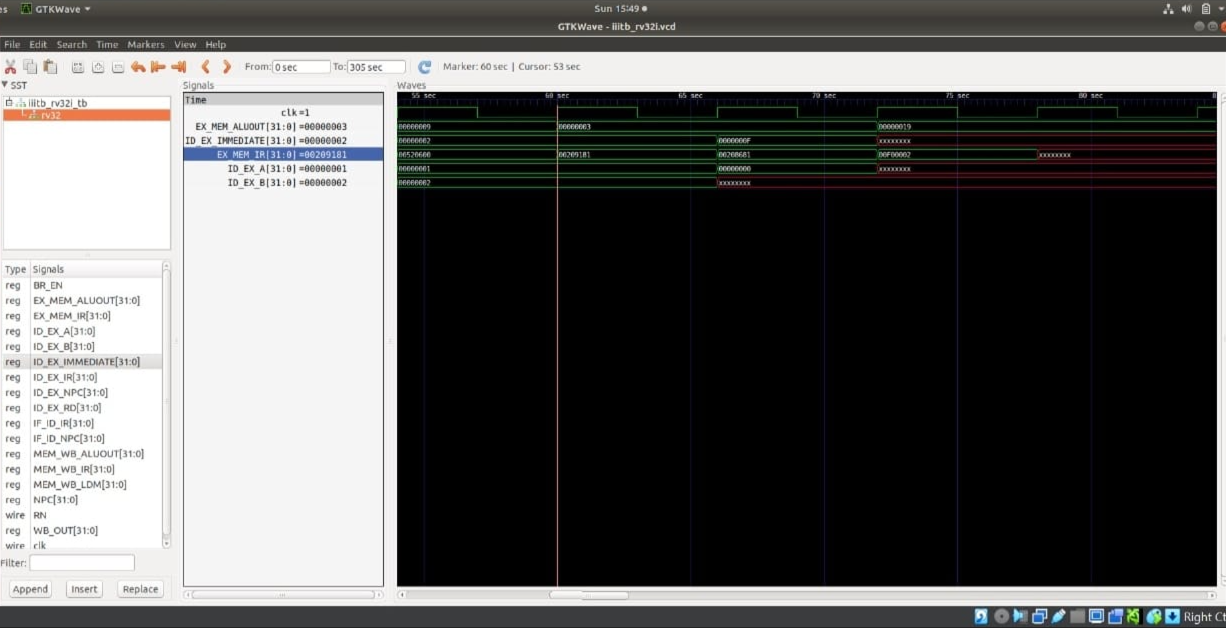 es GTKWave Sun 15:49
GTKWave - iiitb_rv32i.vcd
File Edit Search Time Markers View Help
From: 0 sec To: 305 sec Marker: 60 sec | Cursor: 53 sec
SST
iiitb_rv32i_tb
rv32
Type Signals
reg BR_EN
reg EX_MEM_ALUOUT[31:0]
reg EX_MEM_IR[31:0]
reg ID_EX_A[31:0]
reg ID_EX_B[31:0]
reg ID_EX_IMMEDIATE[31:0]
reg ID_EX_IR[31:0]
reg ID_EX_NPC[31:0]
reg ID_EX_RD[31:0]
reg IF_ID_IR[31:0]
reg IF_ID_NPC[31:0]
reg MEM_WB_ALUOUT[31:0]
reg MEM_WB_IR[31:0]
reg MEM_WB_LDM[31:0]
reg NPC[31:0]
wire RN
reg WB_OUT[31:0]
wire clk
Filter:
Append Insert Replace
Signals
Time
clk=1
EX_MEM_ALUOUT[31:0]=00000003
ID_EX_IMMEDIATE[31:0]=00000002
EX_MEM_IR[31:0]=00209181
ID_EX_A[31:0]=00000001
ID_EX_B[31:0]=00000002
Waves
55 sec 60 sec 65 sec 70 sec 75 sec 80 sec 8
00000009 00000003 00000019
00000002 0000000F xxxxxxxx
00520600 00209181 00208681 00F00002 xxxxxxxx
00000001 00000000 xxxxxxxx
00000002 xxxxxxxx
Right Ct